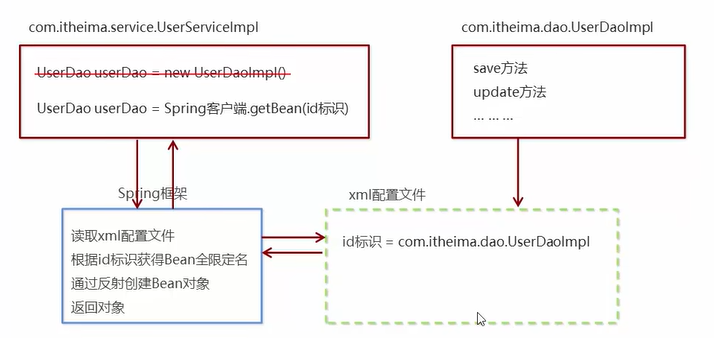 com.itheima.service.UserServiceImpl
com.itheima.dao.UserDaoImpl
UserDao userDao = new UserDaoImpl()
UserDao userDao = Spring客户端.getBean(id标识)
save方法
update方法
... ... ...
Spring框架
xml配置文件
读取xml配置文件
根据id标识获得Bean全限定名
通过反射创建Bean对象
返回对象
id标识 = com.itheima.dao.UserDaoImpl